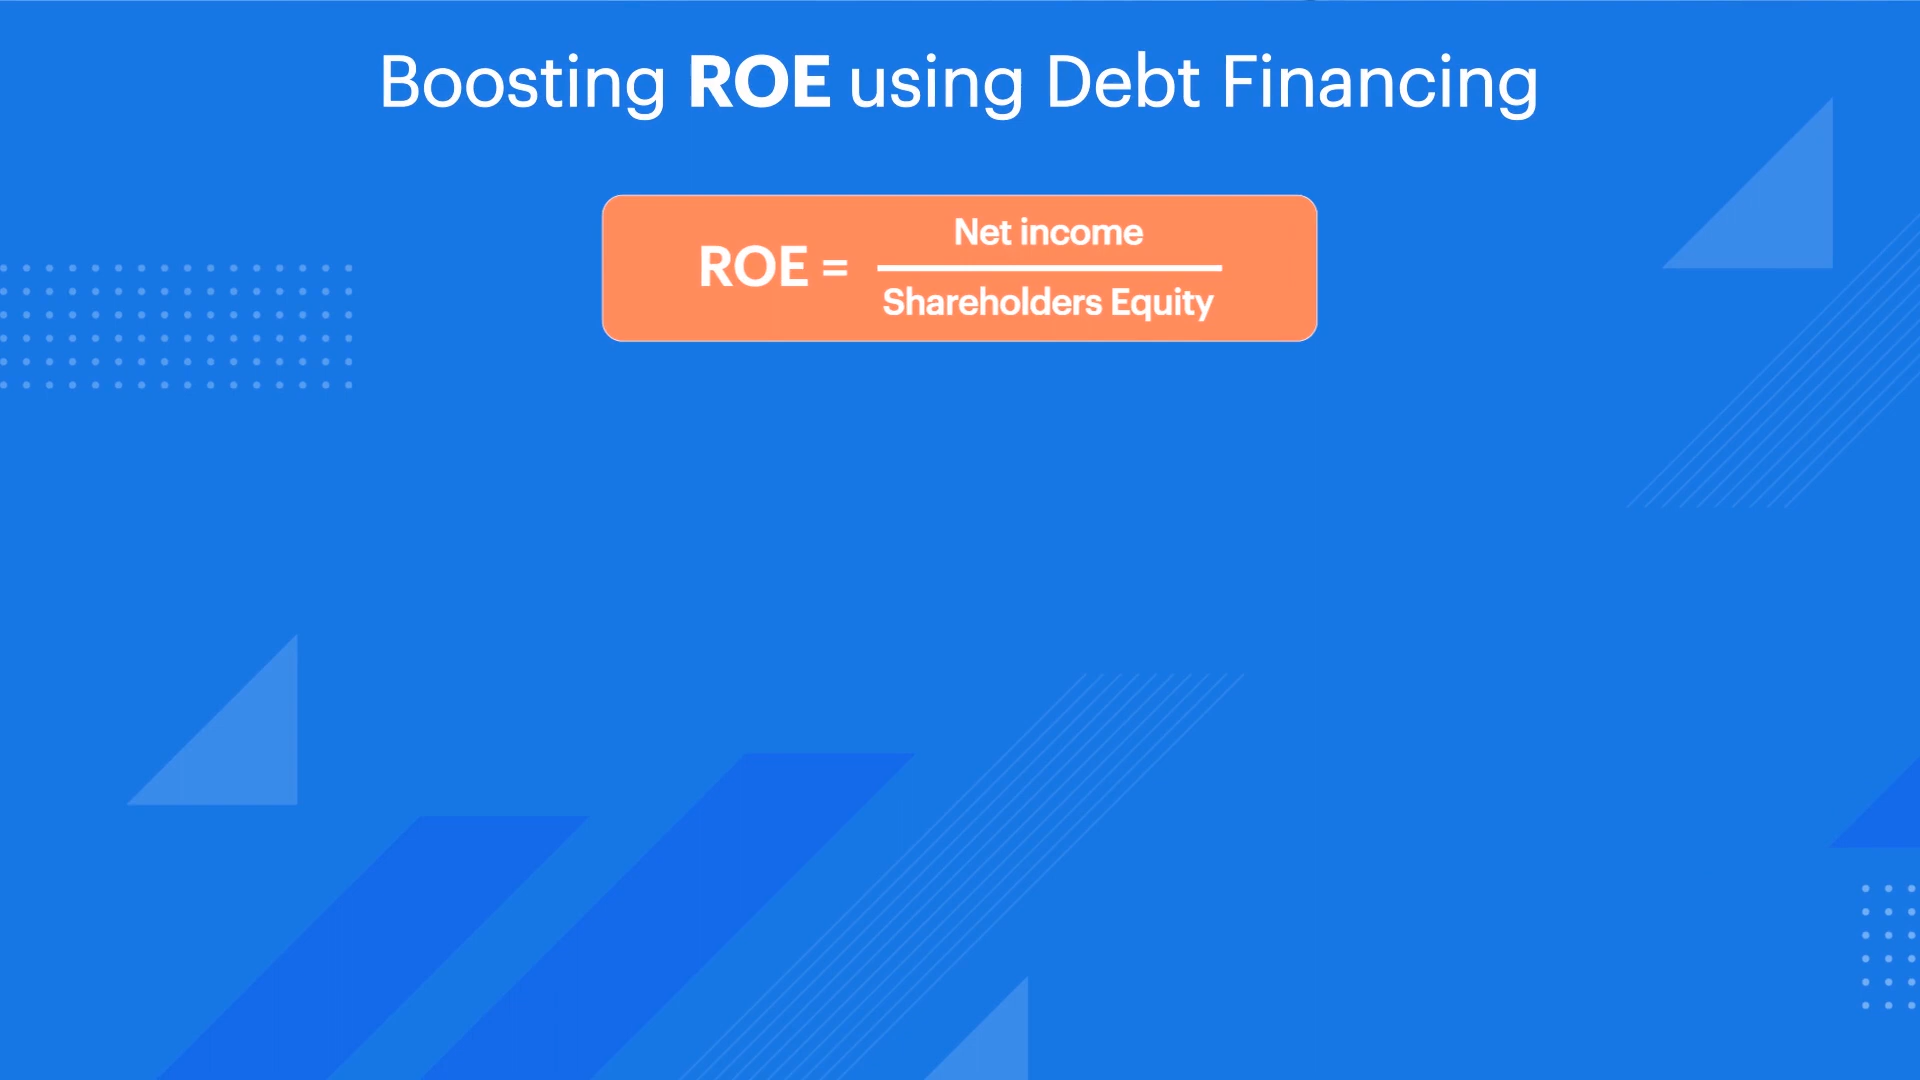 Boosting ROE using Debt Financing
Net income
ROE =
Shareholders Equity